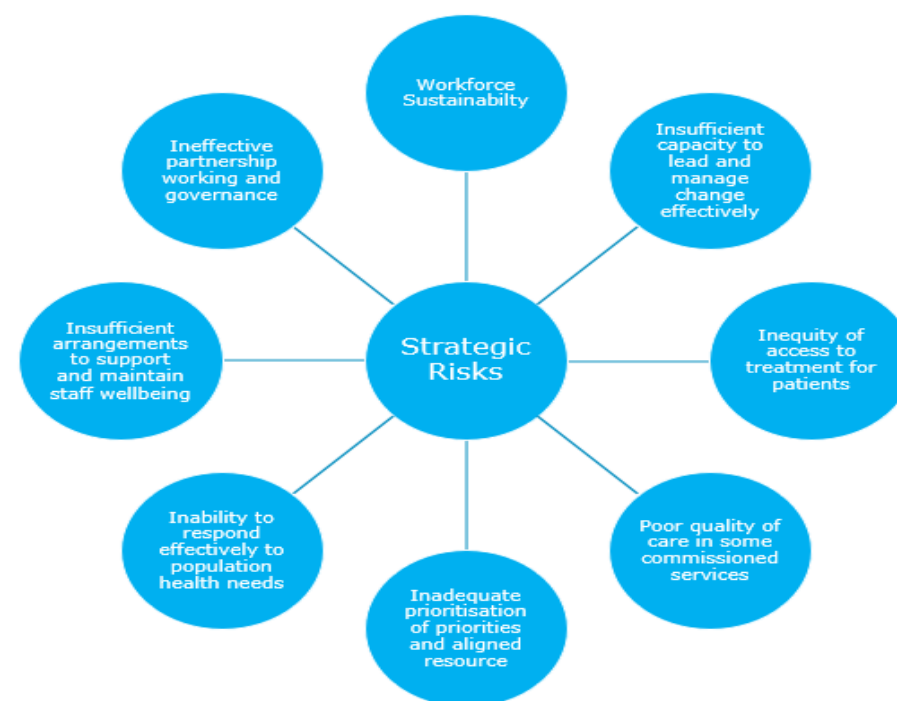 Workforce
Sustainabilty
Insufficient
capacity to
lead and
manage
change
effectively
Inequity of
access to
treatment for
patients
Poor quality of
care in some
commissioned
services
Inadequate
prioritisation
of priorities
and aligned
resource
Inability to
respond
effectively to
population
health needs
Insufficient
arrangements
to support
and maintain
staff wellbeing
Ineffective
partnership
working and
governance
Strategic
Risks